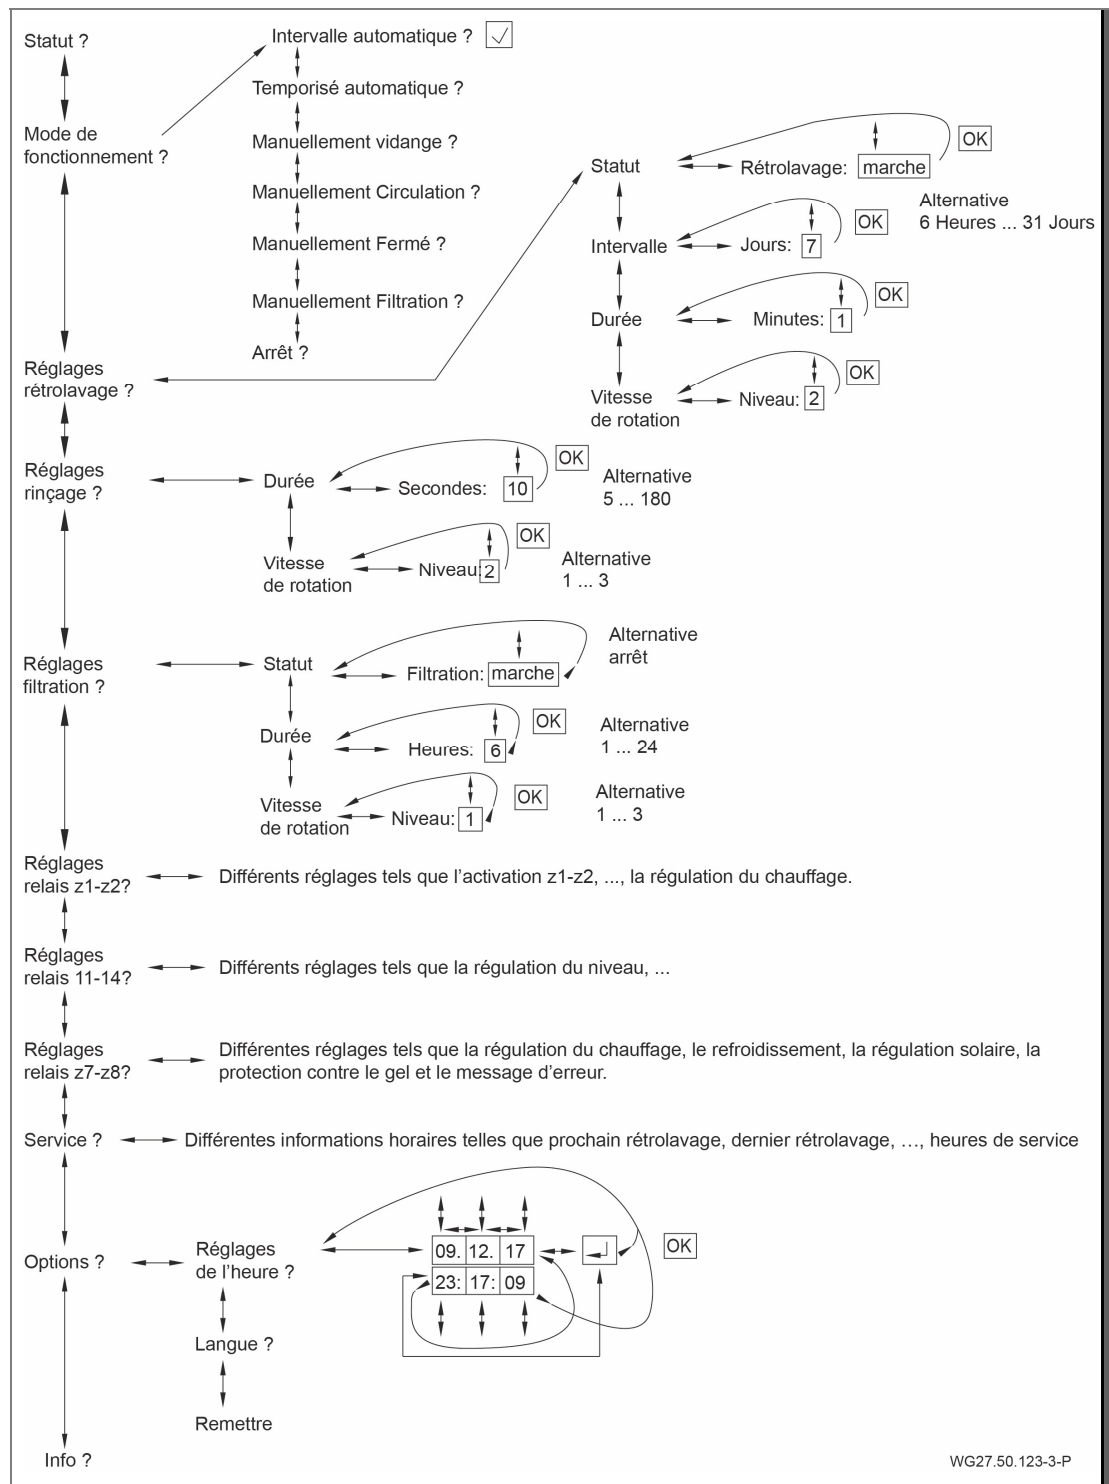 Statut ?
Mode de
fonctionnement ?
Intervalle automatique ?
Temporisé automatique ?
Manuellement vidange ?
Manuellement Circulation ?
Manuellement Fermé ?
Manuellement Filtration ?
Arrêt ?
Réglages
rétrolavage ?
Statut
Rétrolavage: marche
OK
Alternative
6 Heures ... 31 Jours
Intervalle
Jours: 7
OK
Durée
Minutes: 1
OK
Vitesse
de rotation
Niveau: 2
OK
Réglages
rinçage ?
Durée
Secondes: 10
OK
Alternative
5 ... 180
Vitesse
de rotation
Niveau: 2
OK
Alternative
1 ... 3
Réglages
filtration ?
Statut
Filtration: marche
Alternative
arrêt
Durée
Heures: 6
OK
Alternative
1 ... 24
Vitesse
de rotation
Niveau: 1
OK
Alternative
1 ... 3
Réglages
relais z1-z2?
Différents réglages tels que l’activation z1-z2, ..., la régulation du chauffage.
Réglages
relais 11-14?
Différents réglages tels que la régulation du niveau, ...
Réglages
relais z7-z8?
Différentes réglages tels que la régulation du chauffage, le refroidissement, la régulation solaire, la
protection contre le gel et le message d’erreur.
Service ?
Différentes informations horaires telles que prochain rétrolavage, dernier rétrolavage, ..., heures de service
Options ?
Réglages
de l’heure ?
09. 12. 17
23: 17: 09
OK
Langue ?
Remettre
Info ?
WG27.50.123-3-P